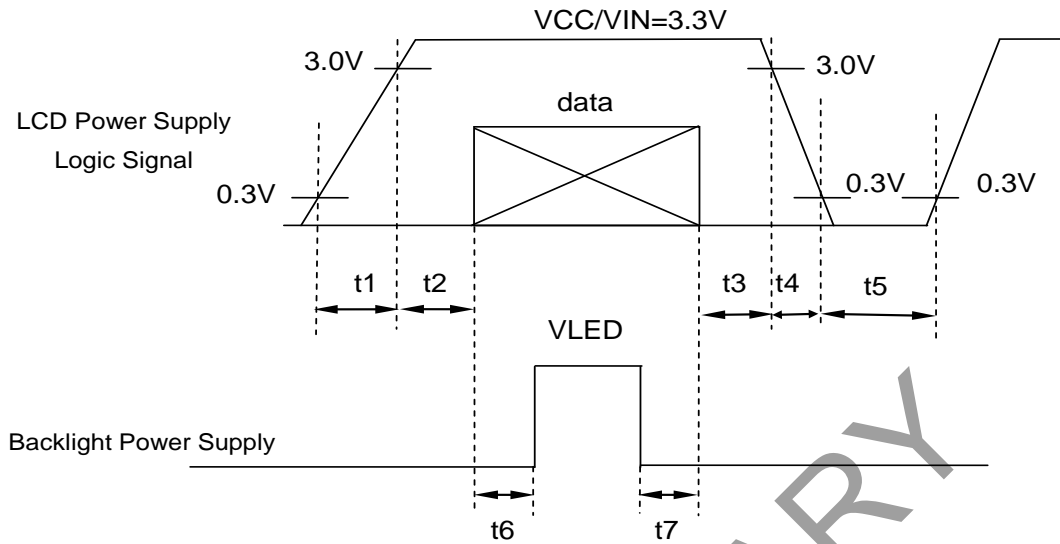 VCC/VIN=3.3V
3.0V
3.0V
data
LCD Power Supply
Logic Signal
0.3V
0.3V
0.3V
t1
t2
t3
t4
t5
VLED
Backlight Power Supply
t6
t7
ARY